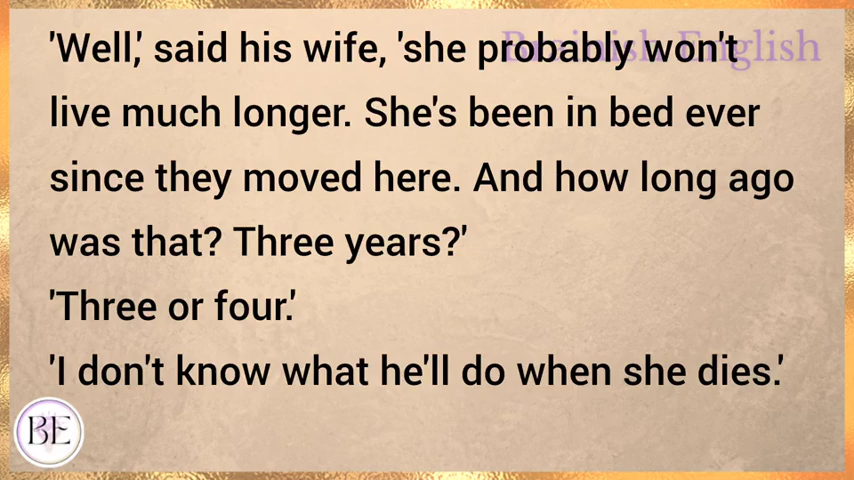 Brainish English
'Well,' said his wife, 'she probably won't
live much longer. She's been in bed ever
since they moved here. And how long ago
was that? Three years?'
'Three or four.'
'I don't know what he'll do when she dies.'
BE